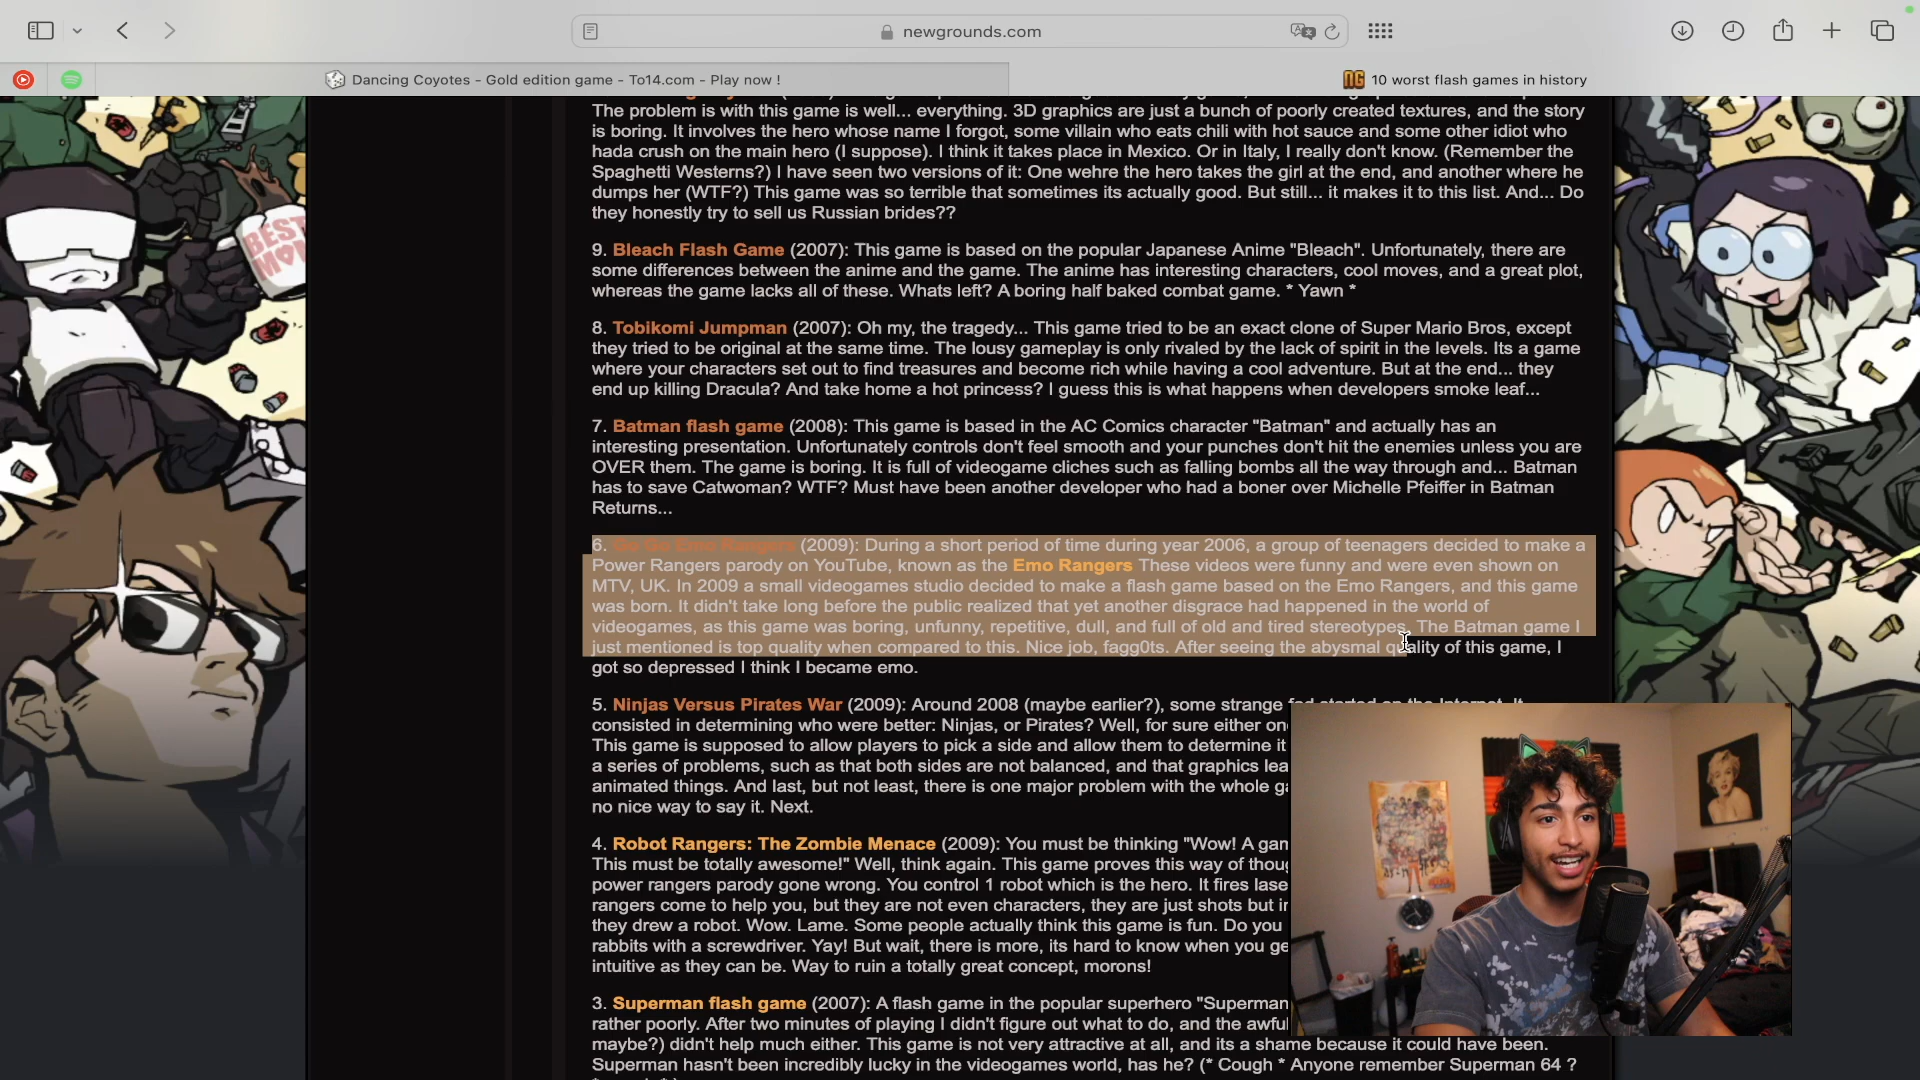 newgrounds.com
Dancing Coyotes - Gold edition game - To14.com - Play now !
NG 10 worst flash games in history
The problem is with this game is well... everything. 3D graphics are just a bunch of poorly created textures, and the story
is boring. It involves the hero whose name I forgot, some villain who eats chili with hot sauce and some other idiot who
hada crush on the main hero (I suppose). I think it takes place in Mexico. Or in Italy, I really don't know. (Remember the
Spaghetti Westerns?) I have seen two versions of it: One wehre the hero takes the girl at the end, and another where he
dumps her (WTF?) This game was so terrible that sometimes its actually good. But still... it makes it to this list. And... Do
they honestly try to sell us Russian brides??
9. Bleach Flash Game (2007): This game is based on the popular Japanese Anime "Bleach". Unfortunately, there are
some differences between the anime and the game. The anime has interesting characters, cool moves, and a great plot,
whereas the game lacks all of these. Whats left? A boring half baked combat game. * Yawn *
8. Tobikomi Jumpman (2007): Oh my, the tragedy... This game tried to be an exact clone of Super Mario Bros, except
they tried to be original at the same time. The lousy gameplay is only rivaled by the lack of spirit in the levels. Its a game
where your characters set out to find treasures and become rich while having a cool adventure. But at the end... they
end up killing Dracula? And take home a hot princess? I guess this is what happens when developers smoke leaf...
7. Batman flash game (2008): This game is based in the AC Comics character "Batman" and actually has an
interesting presentation. Unfortunately controls don't feel smooth and your punches don't hit the enemies unless you are
OVER them. The game is boring. It is full of videogame cliches such as falling bombs all the way through and... Batman
has to save Catwoman? WTF? Must have been another developer who had a boner over Michelle Pfeiffer in Batman
Returns...
6. Go Go Emo Rangers (2009): During a short period of time during year 2006, a group of teenagers decided to make a
Power Rangers parody on YouTube, known as the Emo Rangers These videos were funny and were even shown on
MTV, UK. In 2009 a small videogames studio decided to make a flash game based on the Emo Rangers, and this game
was born. It didn't take long before the public realized that yet another disgrace had happened in the world of
videogames, as this game was boring, unfunny, repetitive, dull, and full of old and tired stereotypes. The Batman game I
just mentioned is top quality when compared to this. Nice job, fagg0ts. After seeing the abysmal quality of this game, I
got so depressed I think I became emo.
5. Ninjas Versus Pirates War (2009): Around 2008 (maybe earlier?), some strange fad started on the Internet. It
consisted in determining who were better: Ninjas, or Pirates? Well, for sure either
This game is supposed to allow players to pick a side and allow them to determine it
a series of problems, such as that both sides are not balanced, and that graphics
animated things. And last, but not least, there is one major problem with the whole
no nice way to say it. Next.
4. Robot Rangers: The Zombie Menace (2009): You must be thinking "Wow! A
This must be totally awesome!" Well, think again. This game proves this way of
power rangers parody gone wrong. You control 1 robot which is the hero. It fires
rangers come to help you, but they are not even characters, they are just shots but
they drew a robot. Wow. Lame. Some people actually think this game is fun. Do you
rabbits with a screwdriver. Yay! But wait, there is more, its hard to know when you
intuitive as they can be. Way to ruin a totally great concept, morons!
3. Superman flash game (2007): A flash game in the popular superhero "Superman
rather poorly. After two minutes of playing I didn't figure out what to do, and the awful
maybe?) didn't help much either. This game is not very attractive at all, and its a shame because it could have been.
Superman hasn't been incredibly lucky in the videogames world, has he? (* Cough * Anyone remember Superman 64 ?
BEST
MOM